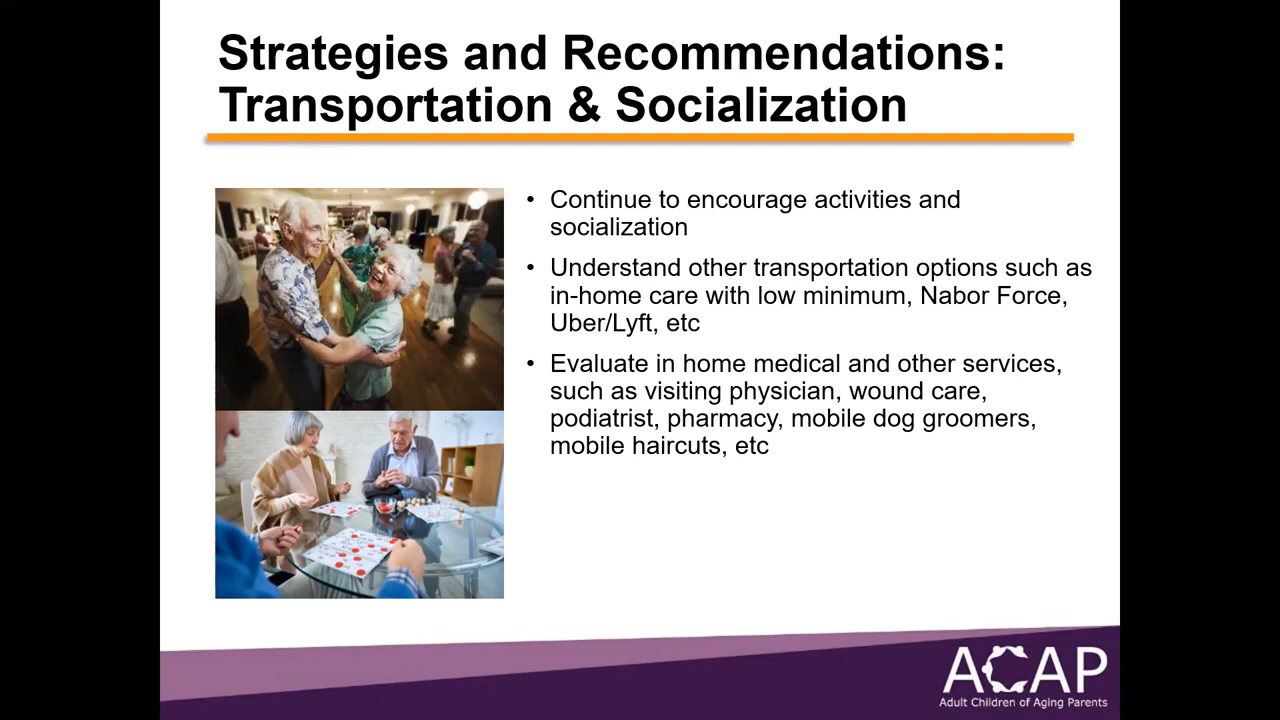 Strategies and Recommendations:
Transportation & Socialization
• Continue to encourage activities and
socialization
• Understand other transportation options such as
in-home care with low minimum, Nabor Force,
Uber/Lyft, etc
• Evaluate in home medical and other services,
such as visiting physician, wound care,
podiatrist, pharmacy, mobile dog groomers,
mobile haircuts, etc
ACAP
Adult Children of Aging Parents